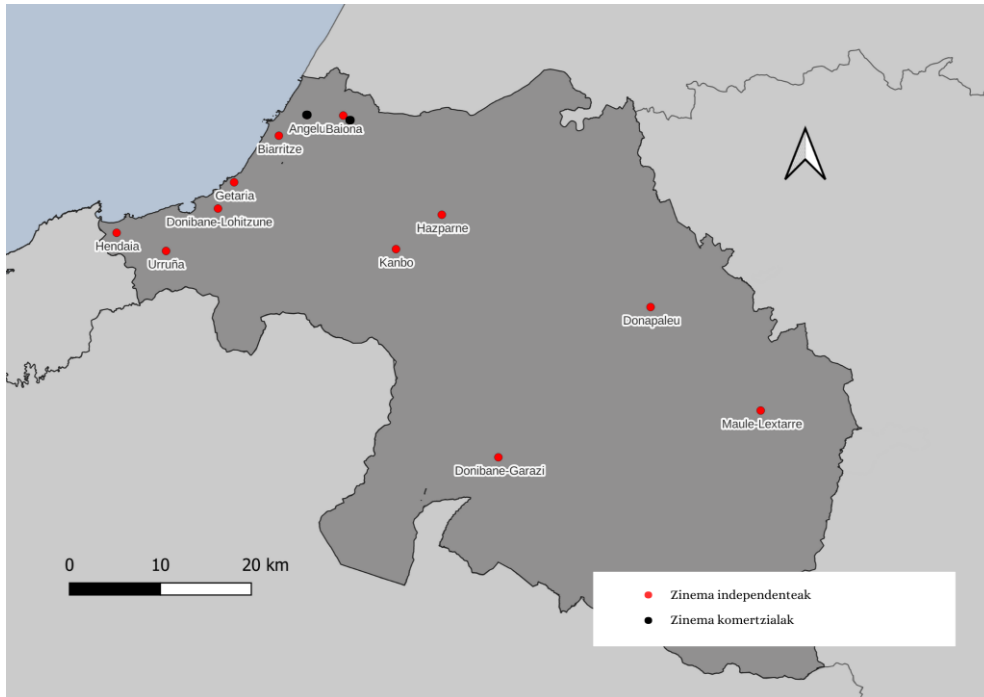 Angelu
Baiona
Biarritze
Getaria
Donibane-Lohitzune
Hazparne
Hendaia
Urruña
Kanbo
Donapaleu
Maule-Lextarre
Donibane-Garazi
0 10 20 km
Zinema independenteak
Zinema komertzialak